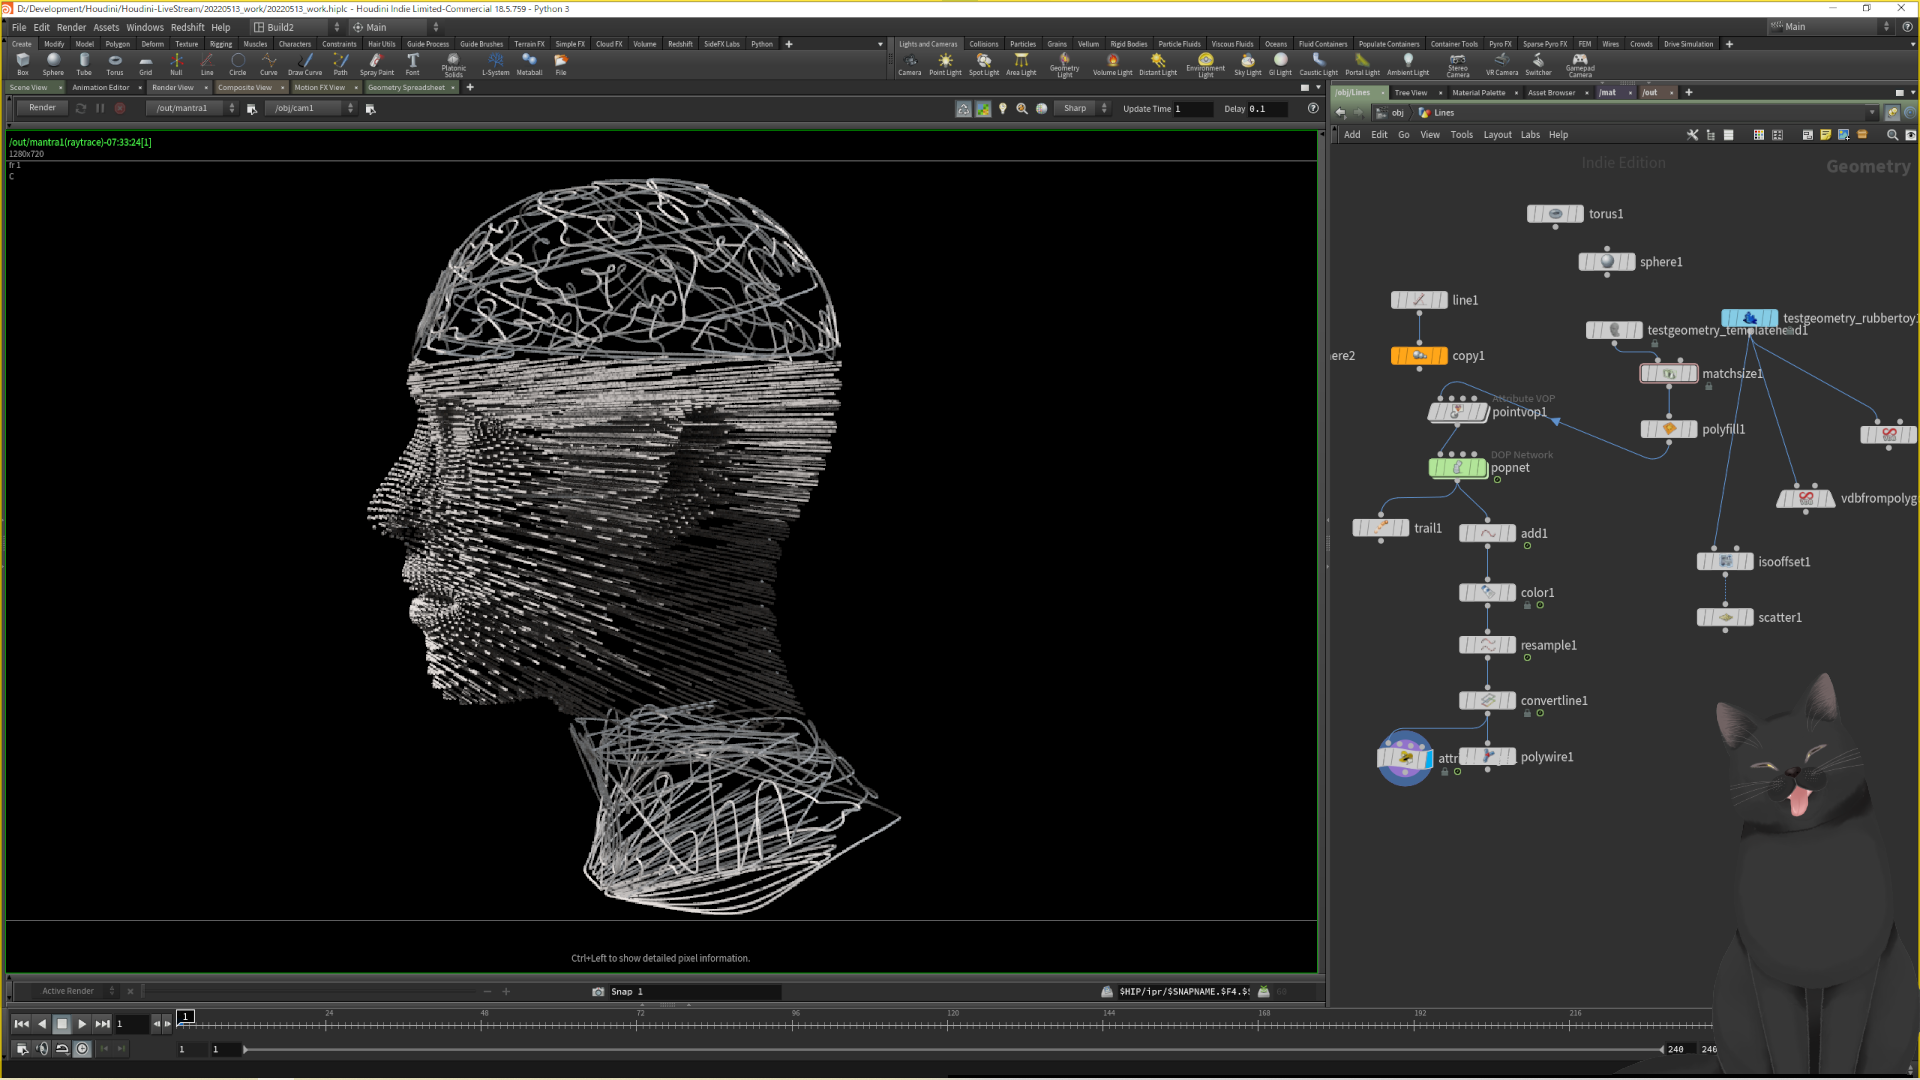 D:/Development/Houdini/Houdini-LiveStream/20220513_work/20220513_work.hiplc - Houdini Indie Limited-Commercial 18.5.759 - Python 3
File Edit Render Assets Windows Redshift Help Build2 Main Main
Create Modify Model Polygon Deform Texture Rigging Muscles Characters Constraints Hair Utils Guide Process Guide Brushes Terrain FX Simple FX Cloud FX Volume Redshift SideFX Labs Python
Lights and Cameras Collisions Particles Grains Vellum Rigid Bodies Particle Fluids Viscous Fluids Oceans Fluid Containers Populate Containers Container Tools Pyro FX Sparse Pyro FX FEM Wires Crowds Drive Simulation
Box Sphere Tube Torus Grid Null Line Circle Curve Draw Curve Path Spray Paint Font Platonic Solids L-System Metaball File
Camera Point Light Spot Light Area Light Geometry Light Volume Light Distant Light Environment Light Sky Light GI Light Caustic Light Portal Light Ambient Light Stereo Camera VR Camera Switcher Gamepad Camera
Scene View Animation Editor Render View Composite View Motion FX View Geometry Spreadsheet
/obj/Lines Tree View Material Palette Asset Browser /mat /out
Render /out/mantra1 /obj/cam1 Sharp Update Time 1 Delay 0.1
obj Lines
Add Edit Go View Tools Layout Labs Help
/out/mantra1(raytrace)-07:33:24[1]
1280x720
fr 1
C
Indie Edition
Geometry
torus1
sphere1
line1
testgeometry_rubbertoy
testgeometry_templatehead1
ere2
copy1
matchsize1
Attribute VOP
pointvop1
polyfill1
DOP Network
popnet
vdbfrompolyg
trail1
add1
isooffset1
color1
scatter1
resample1
convertline1
attr
polywire1
Ctrl+Left to show detailed pixel information.
Active Render Snap 1 $HIP/ipr/$SNAPNAME.$F4.$
1 1 24 48 72 96 120 144 168 192 216
1 1 240 246